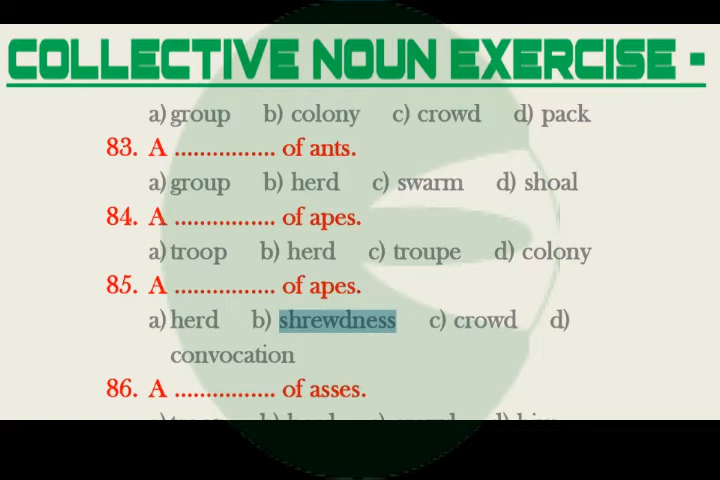 COLLECTIVE NOUN EXERCISE -
a) group b) colony c) crowd d) pack
83. A ................ of ants.
a) group b) herd c) swarm d) shoal
84. A ................ of apes.
a) troop b) herd c) troupe d) colony
85. A ................ of apes.
a) herd b) shrewdness c) crowd d)
convocation
86. A ................ of asses.